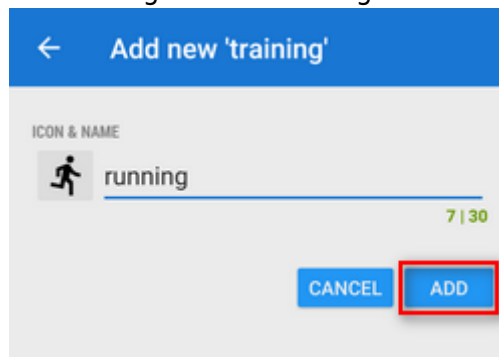 Add new 'training'
ICON & NAME
running
7 | 30
CANCEL
ADD